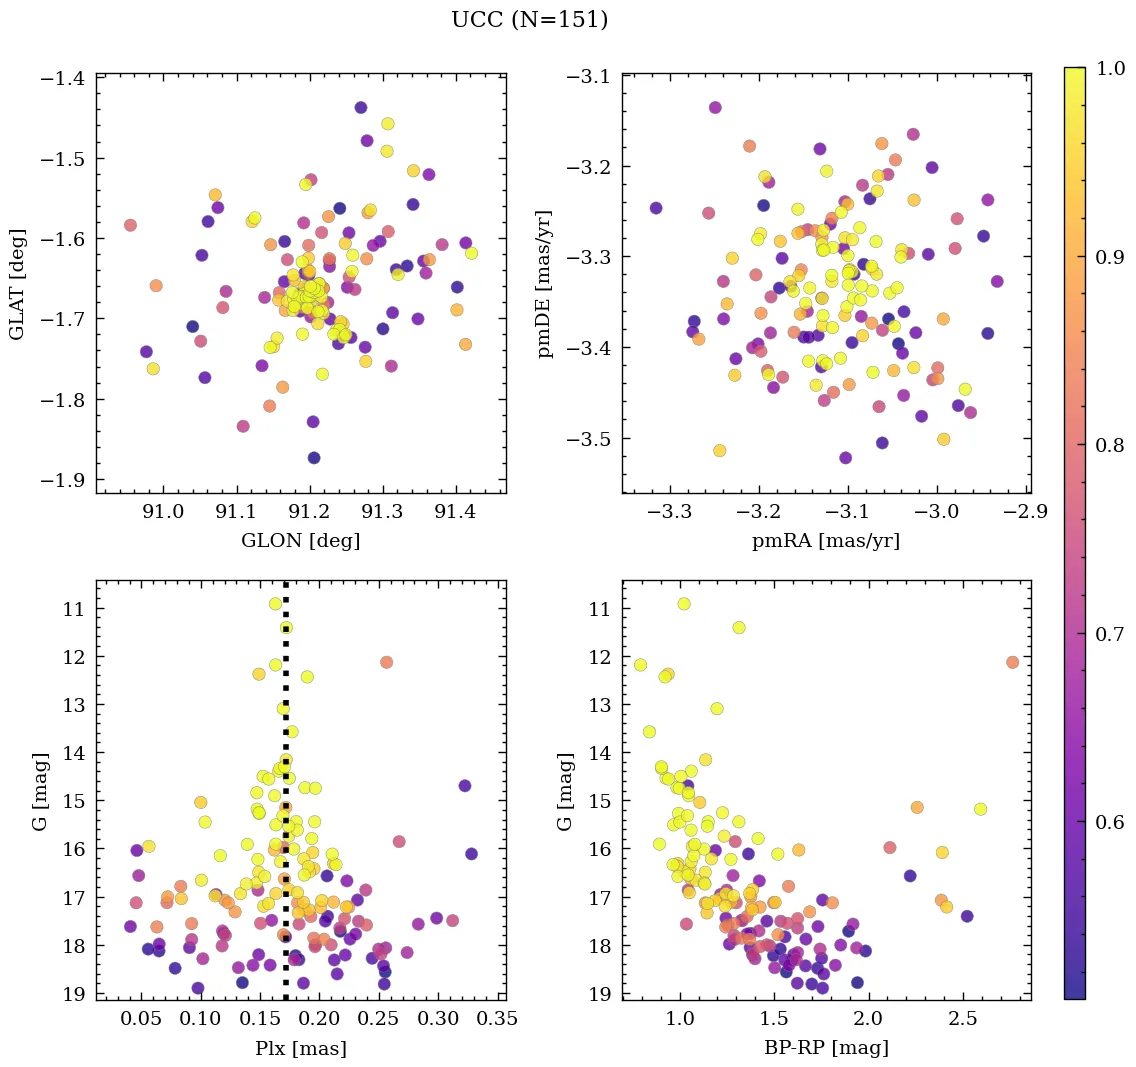 UCC (N=151)
−1.4
−1.5
−1.6
−1.7
−1.8
−1.9
GLAT [deg]
91.0 91.1 91.2 91.3 91.4
GLON [deg]
−3.1
−3.2
−3.3
−3.4
−3.5
pmDE [mas/yr]
−3.3 −3.2 −3.1 −3.0 −2.9
pmRA [mas/yr]
11
12
13
14
15
16
17
18
19
G [mag]
0.05 0.10 0.15 0.20 0.25 0.30 0.35
Plx [mas]
11
12
13
14
15
16
17
18
19
G [mag]
1.0 1.5 2.0 2.5
BP-RP [mag]
1.0
0.9
0.8
0.7
0.6